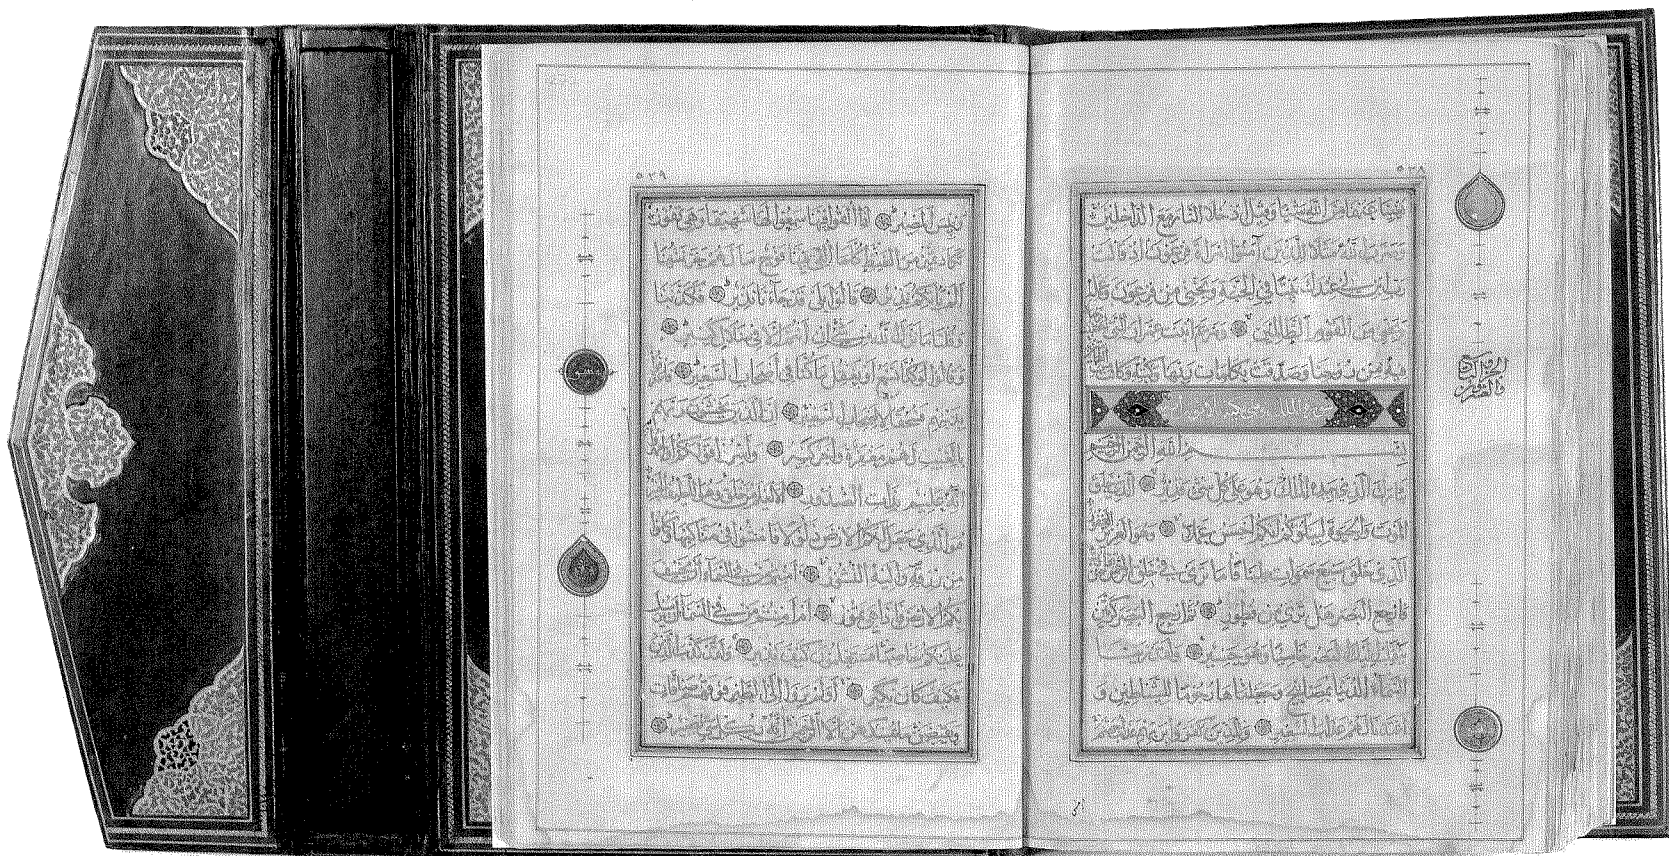 ٥٣٨
يغنيا عنهما من الله شيئا وقيل ادخلا النار مع الداخلين
وضرب الله مثلا للذين آمنوا امرأة فرعون اذ قالت
رب ابن لي عندك بيتا في الجنة ونجني من فرعون وعمله
ونجني من القوم الظالمين ومريم ابنت عمران التي
فيه من روحنا وصدقت بكلمات ربها وكتبه وكانت
سورة الملك
بسم الله الرحمن الرحيم
تبارك الذي بيده الملك وهو على كل شيء قدير الذي خلق
الموت والحيوة ليبلوكم ايكم احسن عملا وهو العزيز الغفور
الذي خلق سبع سموات طباقا ما ترى في خلق الرحمن من تفاوت
فارجع البصر هل ترى من فطور ثم ارجع البصر كرتين
ينقلب اليك البصر خاسئا وهو حسير ولقد زينا
السماء الدنيا بمصابيح وجعلناها رجوما للشياطين و
اعتدنا لهم عذاب السعير وللذين كفروا بربهم عذاب جهنم
٥٣٩
وبئس المصير اذا القوا فيها سمعوا لها شهيقا وهي تفور
تكاد تميز من الغيظ كلما القي فيها فوج سألهم خزنتها
الم يأتكم نذير قالوا بلى قد جاءنا نذير فكذبنا
وقلنا ما نزل الله من شيء ان انتم الا في ضلال كبير
وقالوا لو كنا نسمع او نعقل ما كنا في أصحاب السعير فاعترفوا
بذنبهم فسحقا لاصحاب السعير ان الذين يخشون ربهم
بالغيب لهم مغفرة واجر كبير واسروا قولكم او اجهروا به
انه عليم بذات الصدور الا يعلم من خلق وهو اللطيف الخبير
هو الذي جعل لكم الارض ذلولا فامشوا في مناكبها وكلوا
من رزقه واليه النشور أامنتم من في السماء أن يخسف
بكم الارض فاذا هي تمور ام امنتم من في السماء أن يرسل
عليكم حاصبا فستعلمون كيف نذير ولقد كذب الذين
فكيف كان نكير اولم يروا الى الطير فوقهم صافات
ويقبضن ما يمسكهن الا الرحمن انه بكل شيء بصير